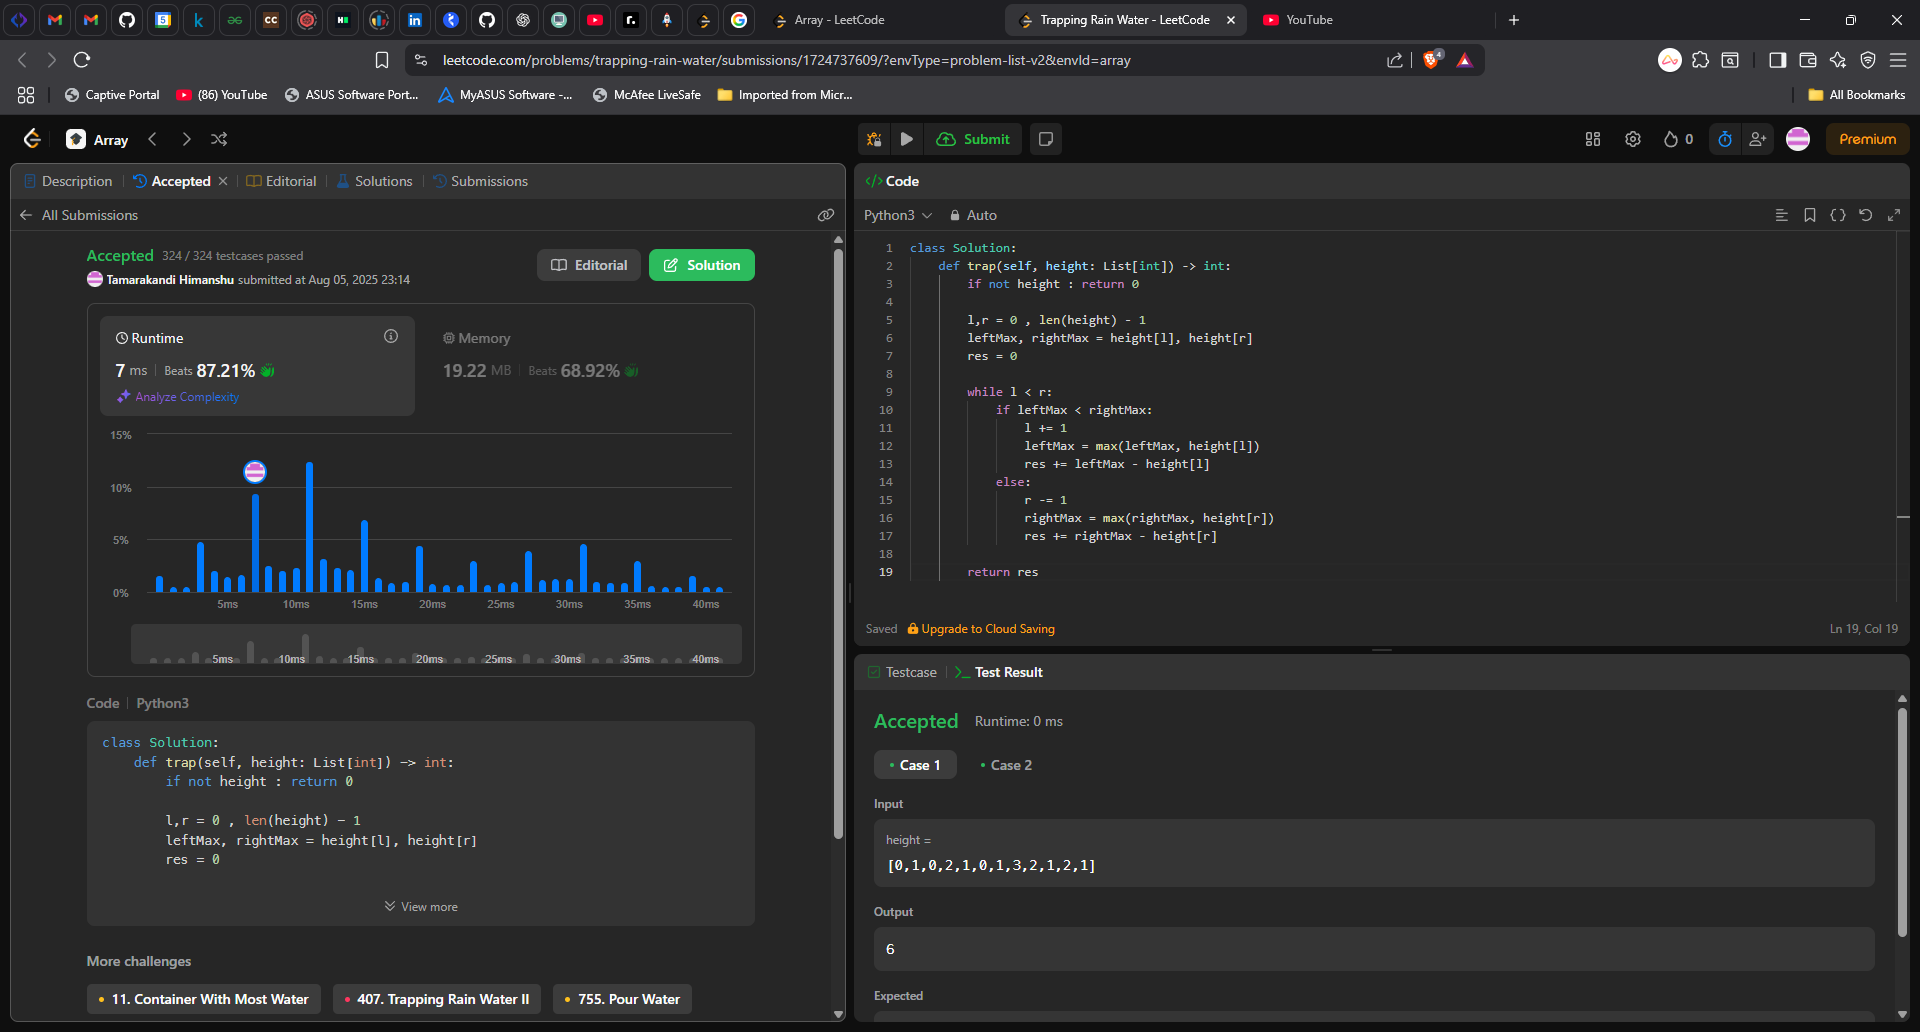 Array - LeetCode
Trapping Rain Water - LeetCode
YouTube
leetcode.com/problems/trapping-rain-water/submissions/1724737609/?envType=problem-list-v2&envId=array
4
Captive Portal
(86) YouTube
ASUS Software Port...
MyASUS Software -...
McAfee LiveSafe
Imported from Micr...
All Bookmarks
Array
Submit
0
Premium
Description
Accepted
Editorial
Solutions
Submissions
All Submissions
Accepted 324 / 324 testcases passed
Tamarakandi Himanshu submitted at Aug 05, 2025 23:14
Editorial
Solution
Runtime
7 ms | Beats 87.21%
Analyze Complexity
Memory
19.22 MB | Beats 68.92%
15%
10%
5%
0%
5ms 10ms 15ms 20ms 25ms 30ms 35ms 40ms
5ms 10ms 15ms 20ms 25ms 30ms 35ms 40ms
Code | Python3
class Solution:
    def trap(self, height: List[int]) -> int:
        if not height : return 0
        l,r = 0 , len(height) - 1
        leftMax, rightMax = height[l], height[r]
        res = 0
View more
More challenges
11. Container With Most Water
407. Trapping Rain Water II
755. Pour Water
</> Code
Python3
Auto
1 class Solution:
2     def trap(self, height: List[int]) -> int:
3         if not height : return 0
4
5         l,r = 0 , len(height) - 1
6         leftMax, rightMax = height[l], height[r]
7         res = 0
8
9         while l < r:
10             if leftMax < rightMax:
11                 l += 1
12                 leftMax = max(leftMax, height[l])
13                 res += leftMax - height[l]
14             else:
15                 r -= 1
16                 rightMax = max(rightMax, height[r])
17                 res += rightMax - height[r]
18
19         return res
Saved
Upgrade to Cloud Saving
Ln 19, Col 19
Testcase
>_ Test Result
Accepted Runtime: 0 ms
• Case 1
• Case 2
Input
height =
[0,1,0,2,1,0,1,3,2,1,2,1]
Output
6
Expected